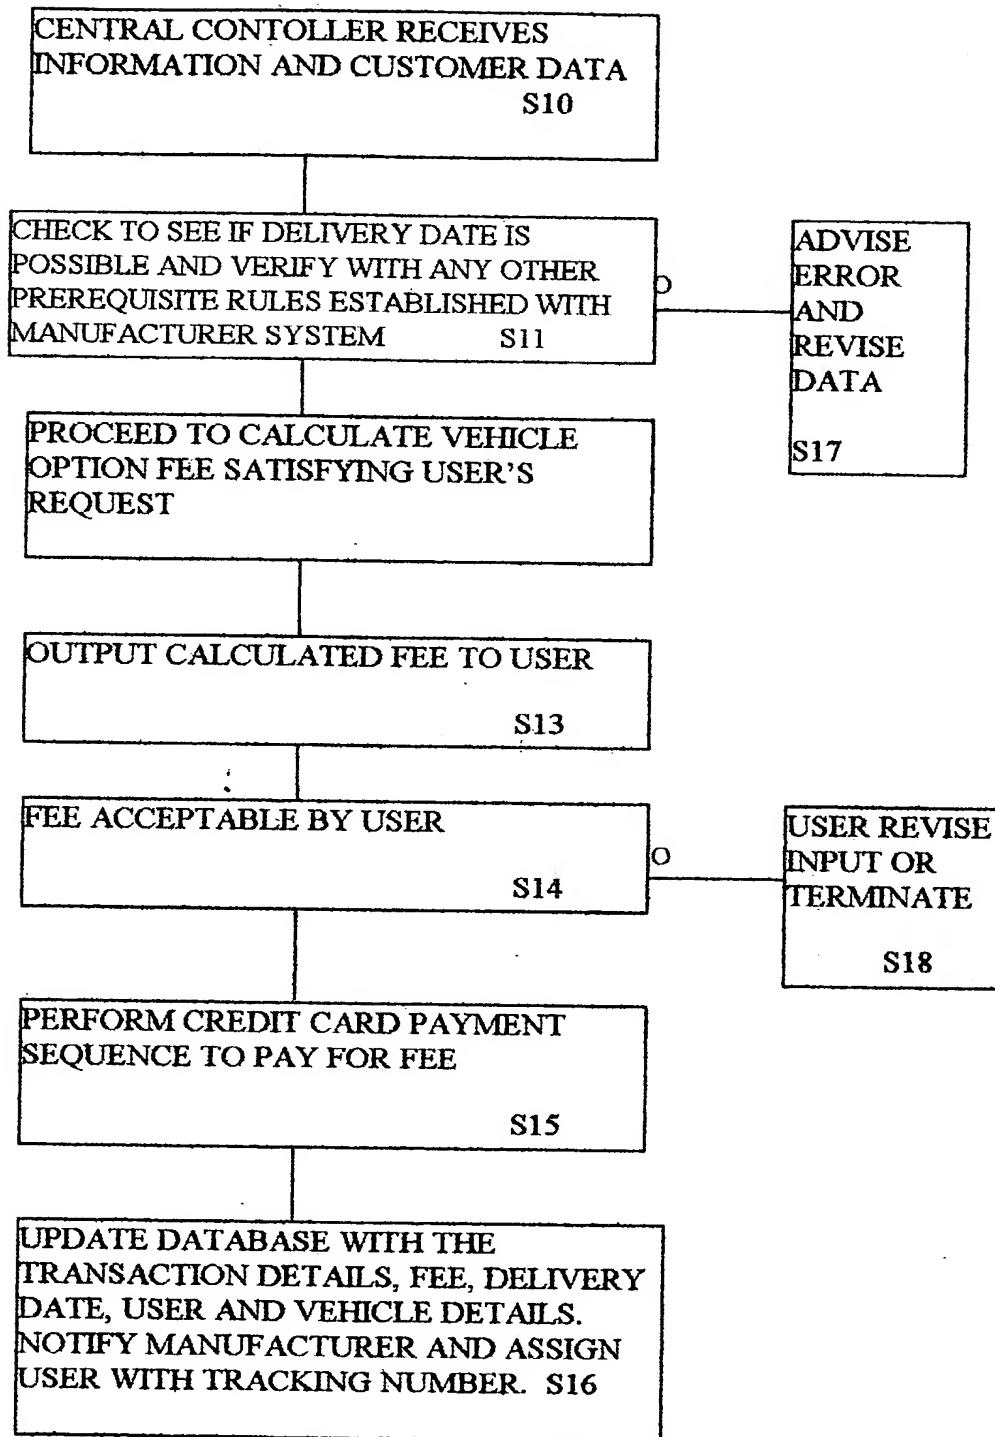 CENTRAL CONTOLLER RECEIVES
INFORMATION AND CUSTOMER DATA
S10
CHECK TO SEE IF DELIVERY DATE IS
POSSIBLE AND VERIFY WITH ANY OTHER
PREREQUISITE RULES ESTABLISHED WITH
MANUFACTURER SYSTEM S11
O
ADVISE
ERROR
AND
REVISE
DATA
S17
PROCEED TO CALCULATE VEHICLE
OPTION FEE SATISFYING USER'S
REQUEST
OUTPUT CALCULATED FEE TO USER
S13
FEE ACCEPTABLE BY USER
S14
O
USER REVISE
INPUT OR
TERMINATE
S18
PERFORM CREDIT CARD PAYMENT
SEQUENCE TO PAY FOR FEE
S15
UPDATE DATABASE WITH THE
TRANSACTION DETAILS, FEE, DELIVERY
DATE, USER AND VEHICLE DETAILS.
NOTIFY MANUFACTURER AND ASSIGN
USER WITH TRACKING NUMBER. S16